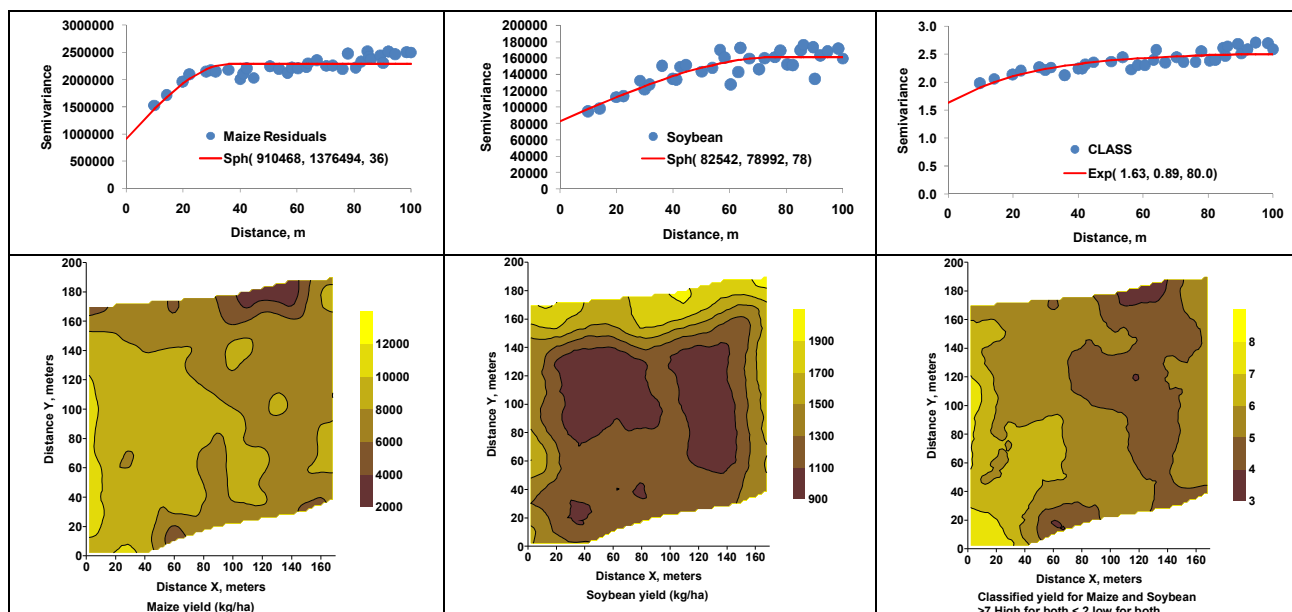 3000000
2500000
2000000
1500000
1000000
500000
0
Semivariance
Maize Residuals
Sph( 910468, 1376494, 36)
0 20 40 60 80 100
Distance, m
200000
180000
160000
140000
120000
100000
80000
60000
40000
20000
0
Semivariance
Soybean
Sph( 82542, 78992, 78)
0 20 40 60 80 100
Distance, m
3.0
2.5
2.0
1.5
1.0
0.5
0.0
Semivariance
CLASS
Exp( 1.63, 0.89, 80.0)
0 20 40 60 80 100
Distance, m
200
180
160
140
120
100
80
60
40
20
0
Distance Y, meters
0 20 40 60 80 100 120 140 160
Distance X, meters
Maize yield (kg/ha)
12000
10000
8000
6000
4000
2000
200
180
160
140
120
100
80
60
40
20
0
Distance Y, meters
0 20 40 60 80 100 120 140 160
Distance X, meters
Soybean yield (kg/ha)
1900
1700
1500
1300
1100
900
200
180
160
140
120
100
80
60
40
20
0
Distance Y, meters
0 20 40 60 80 100 120 140 160
Distance X, meters
Classified yield for Maize and Soybean
>7 High for both < 2 low for both
8
7
6
5
4
3